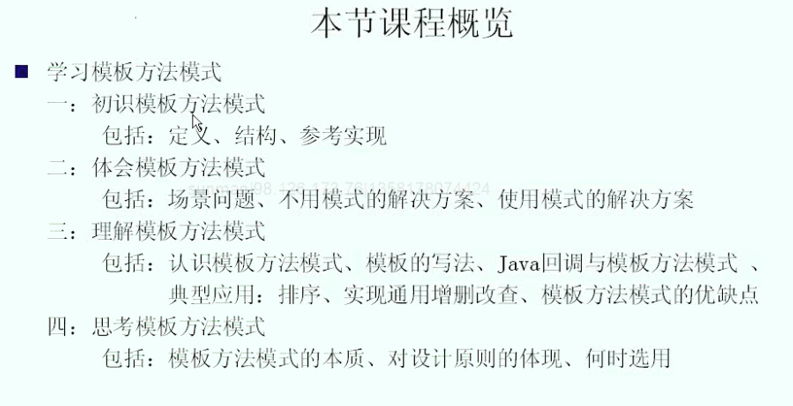 本节课程概览
学习模板方法模式
一：初识模板方法模式
包括：定义、结构、参考实现
二：体会模板方法模式
包括：场景问题、不用模式的解决方案、使用模式的解决方案
三：理解模板方法模式
包括：认识模板方法模式、模板的写法、Java回调与模板方法模式 、
典型应用：排序、实现通用增删改查、模板方法模式的优缺点
四：思考模板方法模式
包括：模板方法模式的本质、对设计原则的体现、何时选用